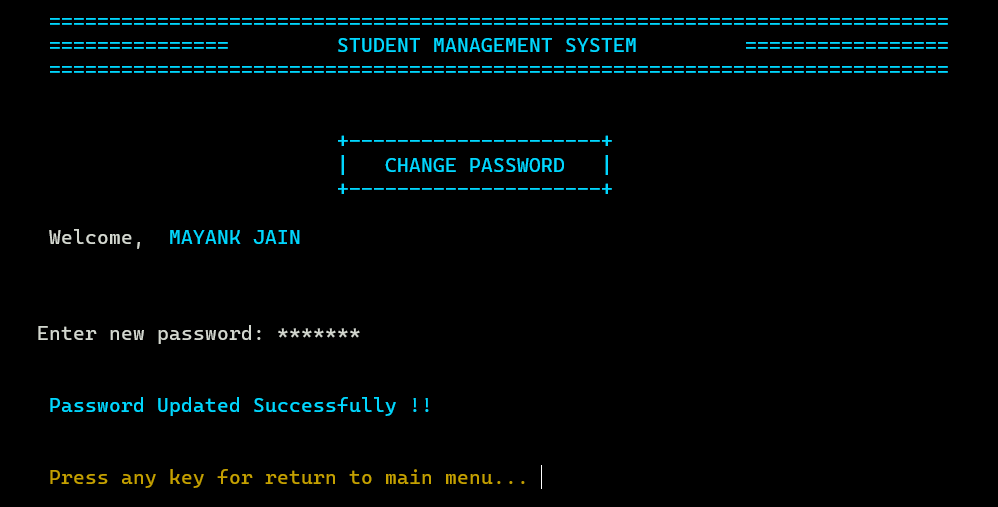 ===========================================================================
===============         STUDENT MANAGEMENT SYSTEM         =================
===========================================================================
+---------------------+
|   CHANGE PASSWORD   |
+---------------------+
Welcome,  MAYANK JAIN
Enter new password: *******
Password Updated Successfully !!
Press any key for return to main menu...